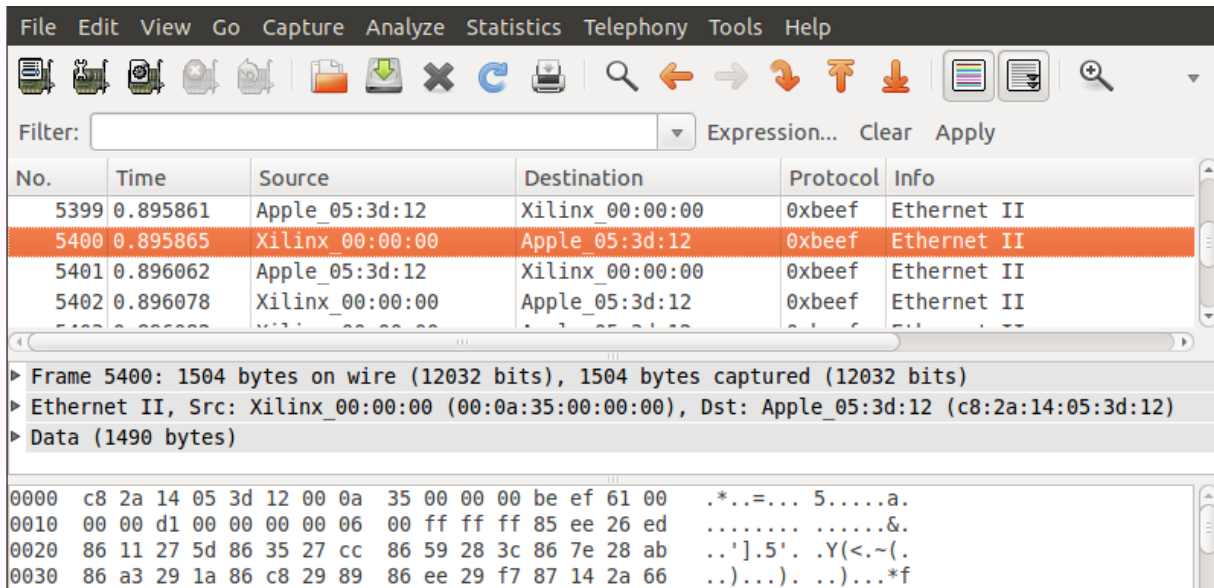 File Edit View Go Capture Analyze Statistics Telephony Tools Help
Filter: Expression... Clear Apply
No. Time Source Destination Protocol Info
5399 0.895861 Apple_05:3d:12 Xilinx_00:00:00 0xbeef Ethernet II
5400 0.895865 Xilinx_00:00:00 Apple_05:3d:12 0xbeef Ethernet II
5401 0.896062 Apple_05:3d:12 Xilinx_00:00:00 0xbeef Ethernet II
5402 0.896078 Xilinx_00:00:00 Apple_05:3d:12 0xbeef Ethernet II
Frame 5400: 1504 bytes on wire (12032 bits), 1504 bytes captured (12032 bits)
Ethernet II, Src: Xilinx_00:00:00 (00:0a:35:00:00:00), Dst: Apple_05:3d:12 (c8:2a:14:05:3d:12)
Data (1490 bytes)
0000 c8 2a 14 05 3d 12 00 0a 35 00 00 00 be ef 61 00 .*..=... 5.....a.
0010 00 00 d1 00 00 00 00 06 00 ff ff ff 85 ee 26 ed ........ ......&.
0020 86 11 27 5d 86 35 27 cc 86 59 28 3c 86 7e 28 ab ..'].5'. .Y(<.~(.
0030 86 a3 29 1a 86 c8 29 89 86 ee 29 f7 87 14 2a 66 ..)...). ..)...*f